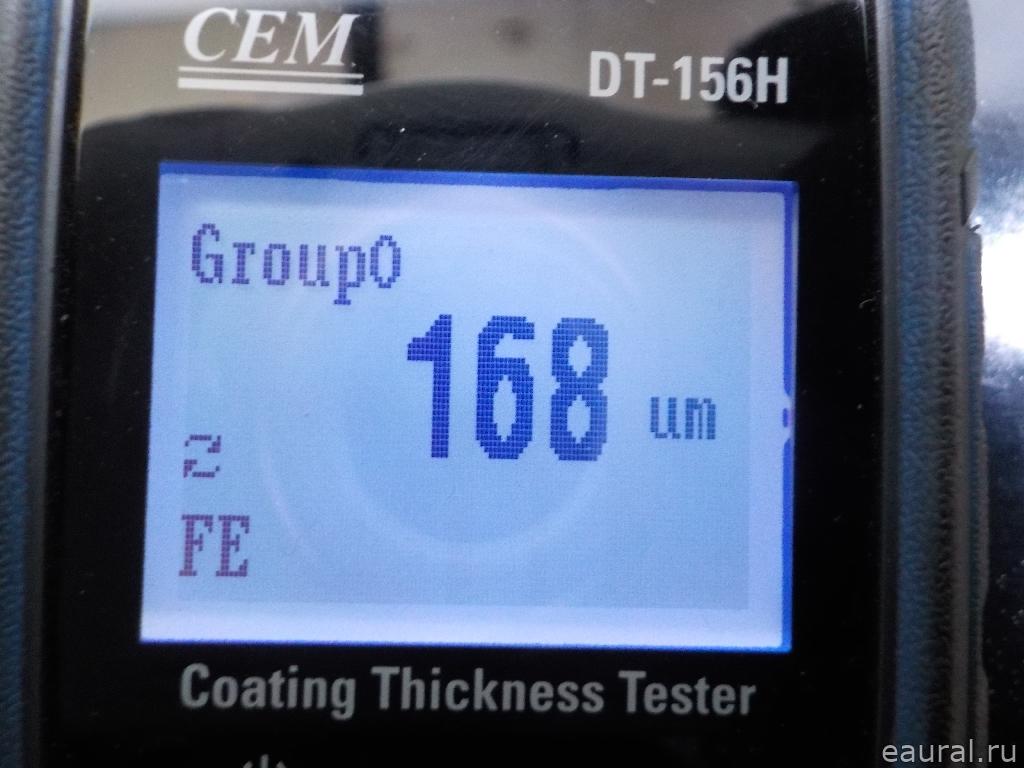 CEM
DT-156H
Group0
168 um
FE
Coating Thickness Tester
eaural.ru